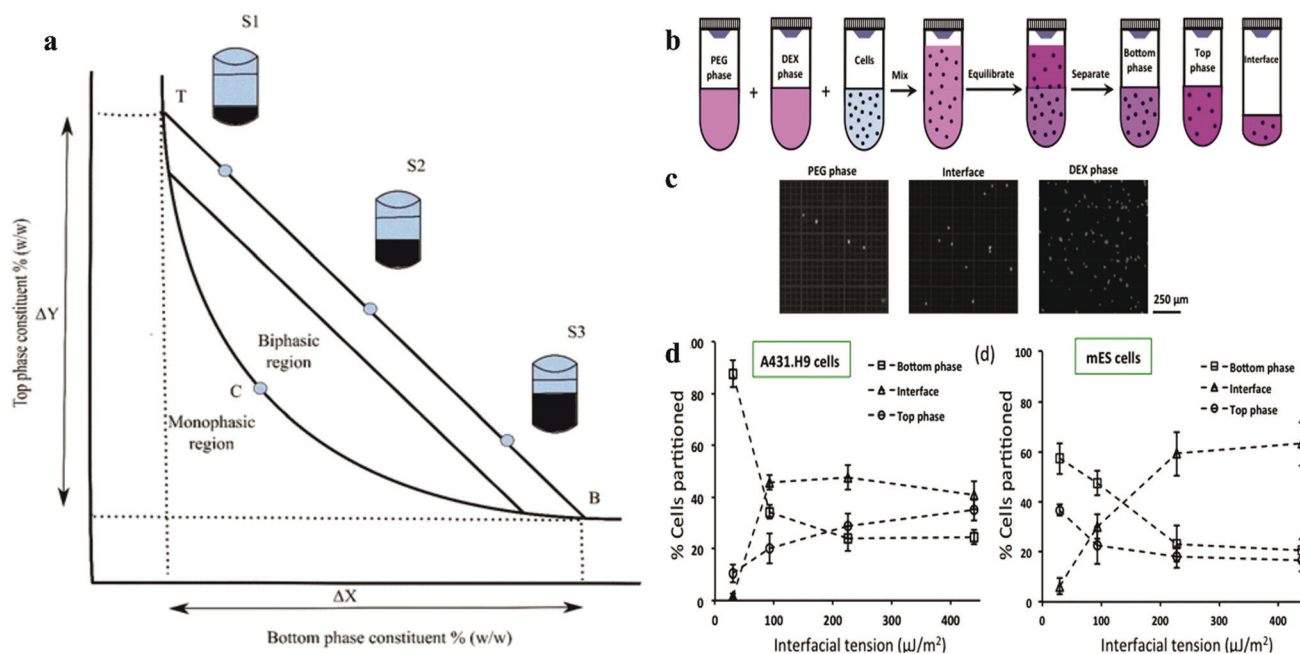 a
S1
T
S2
S3
Biphasic
region
C
Monophasic
region
B
ΔY
Top phase constituent % (w/w)
ΔX
Bottom phase constituent % (w/w)
b
PEG
phase
+
DEX
phase
+
Cells
Mix
Equilibrate
Separate
Bottom
phase
Top
phase
Interface
c
PEG phase
Interface
DEX phase
250 µm
d
A431.H9 cells
Bottom phase
Interface
Top phase
% Cells partitioned
00
80
60
40
20
0
0
100
200
300
400
Interfacial tension (µJ/m²)
(d)
mES cells
Bottom phase
Interface
Top phase
% Cells partitioned
100
80
60
40
20
0
0
100
200
300
400
Interfacial tension (µJ/m²)